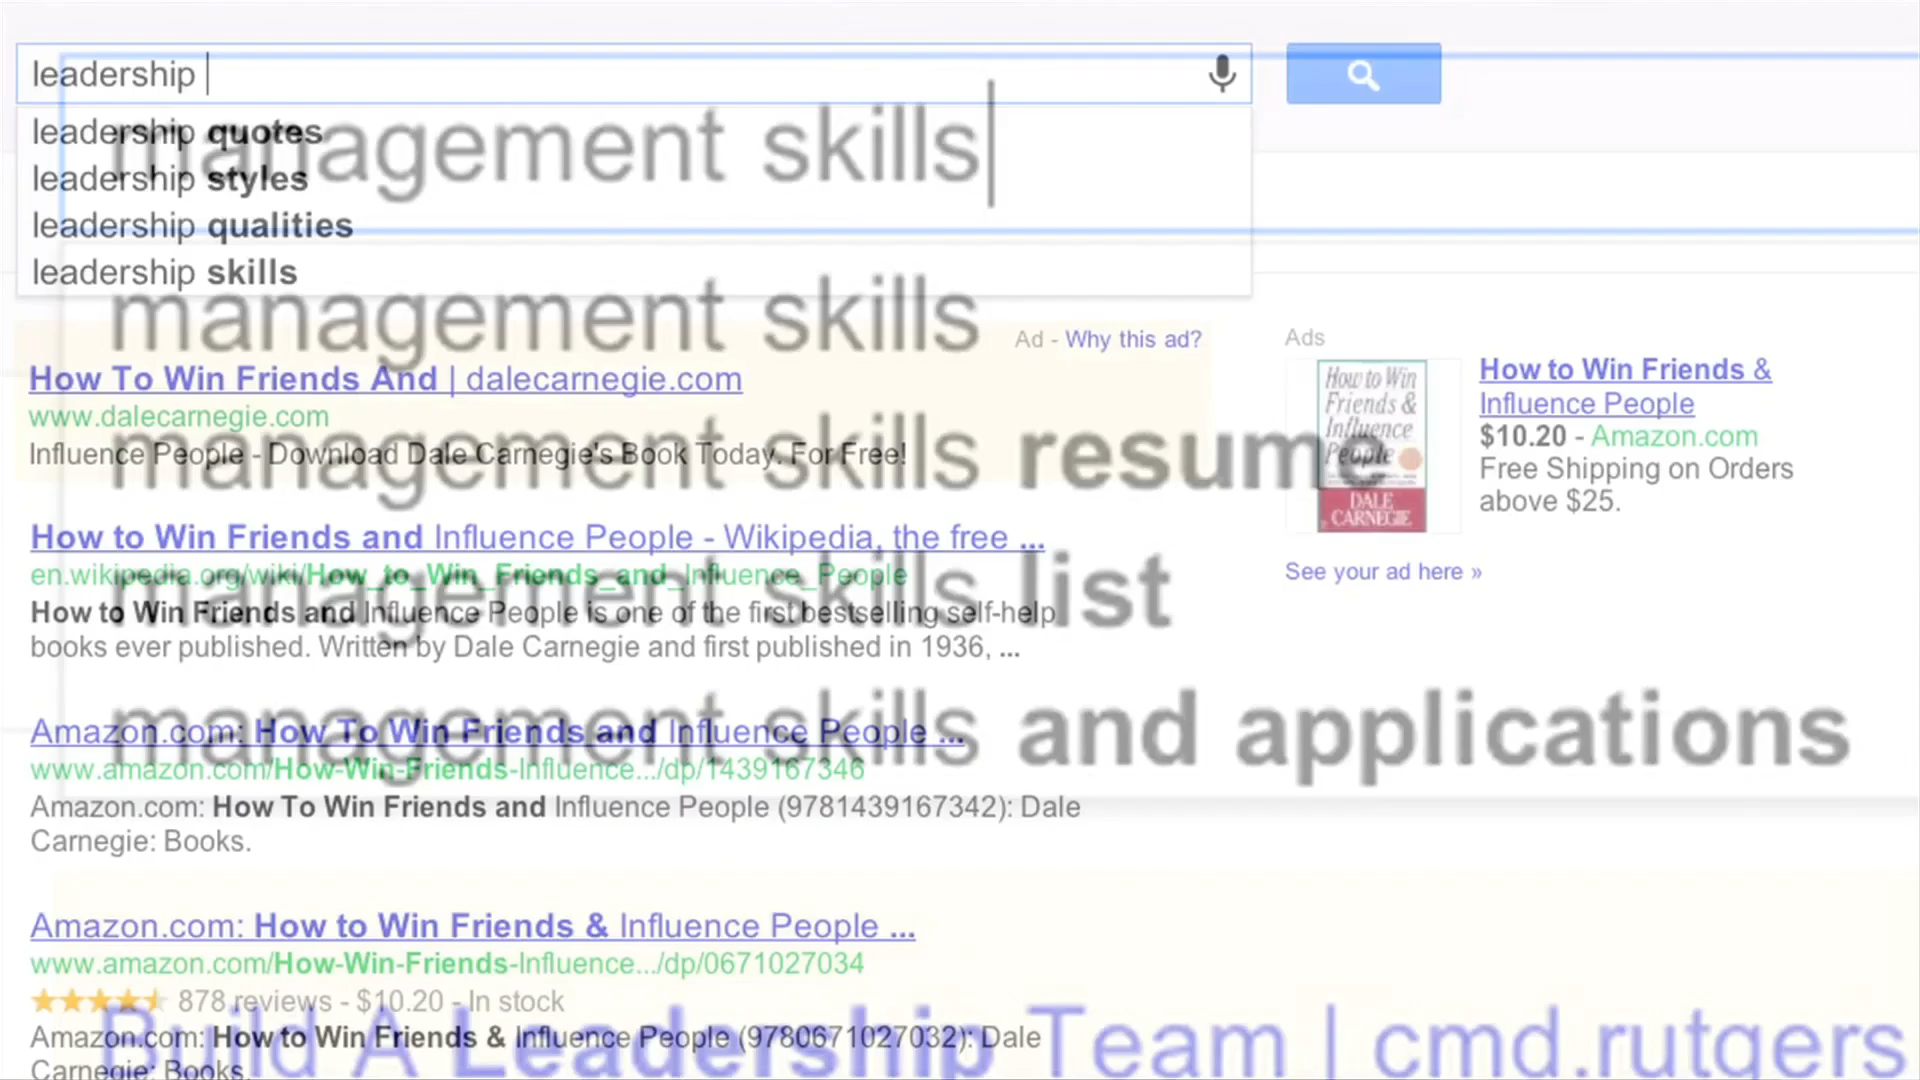 leadership
leadership quotes
leadership styles
leadership qualities
leadership skills
management skills
management skills
management skills resume
management skills list
management skills and applications
Ad - Why this ad?
How To Win Friends And | dalecarnegie.com
www.dalecarnegie.com
Influence People - Download Dale Carnegie's Book Today. For Free!
How to Win Friends and Influence People - Wikipedia, the free ...
en.wikipedia.org/wiki/How_to_Win_Friends_and_Influence_People
How to Win Friends and Influence People is one of the first bestselling self-help
books ever published. Written by Dale Carnegie and first published in 1936, ...
Amazon.com: How To Win Friends and Influence People ...
www.amazon.com/How-Win-Friends-Influence.../dp/1439167346
Amazon.com: How To Win Friends and Influence People (9781439167342): Dale
Carnegie: Books.
Amazon.com: How to Win Friends & Influence People ...
www.amazon.com/How-Win-Friends-Influence.../dp/0671027034
878 reviews - $10.20 - In stock
Amazon.com: How to Win Friends & Influence People (9780671027032): Dale
Carnegie: Books.
Build A Leadership Team | cmd.rutgers
Ads
How to Win
Friends &
Influence
People
DALE
CARNEGIE
How to Win Friends &
Influence People
$10.20 - Amazon.com
Free Shipping on Orders
above $25.
See your ad here »